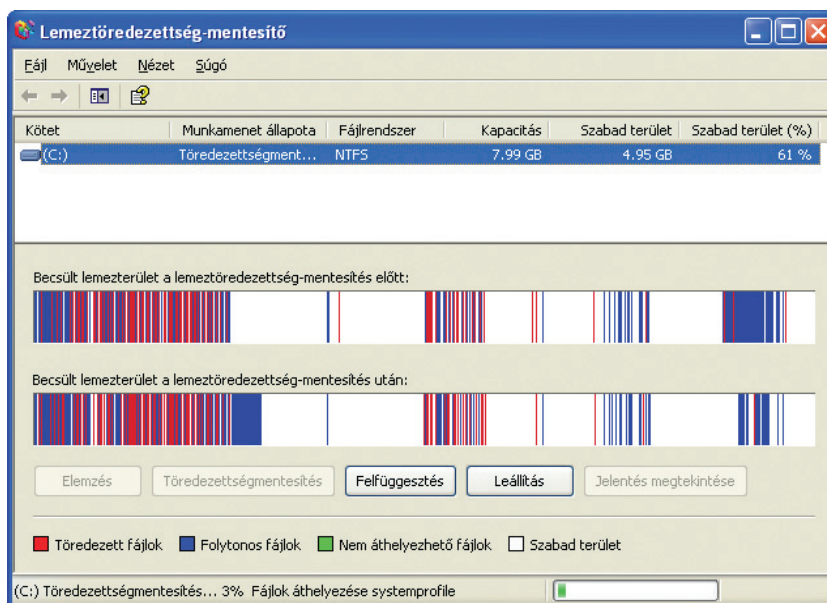 Lemeztöredezettség-mentesítő
Fájl Művelet Nézet Súgó
Kötet Munkamenet állapota Fájlrendszer Kapacitás Szabad terület Szabad terület (%)
(C:) Töredezettségment... NTFS 7.99 GB 4.95 GB 61 %
Becsült lemezterület a lemeztöredezettség-mentesítés előtt:
Becsült lemezterület a lemeztöredezettség-mentesítés után:
Elemzés Töredezettségmentesítés Felfüggesztés Leállítás Jelentés megtekintése
Töredezett fájlok Folytonos fájlok Nem áthelyezhető fájlok Szabad terület
(C:) Töredezettségmentesítés... 3% Fájlok áthelyezése systemprofile